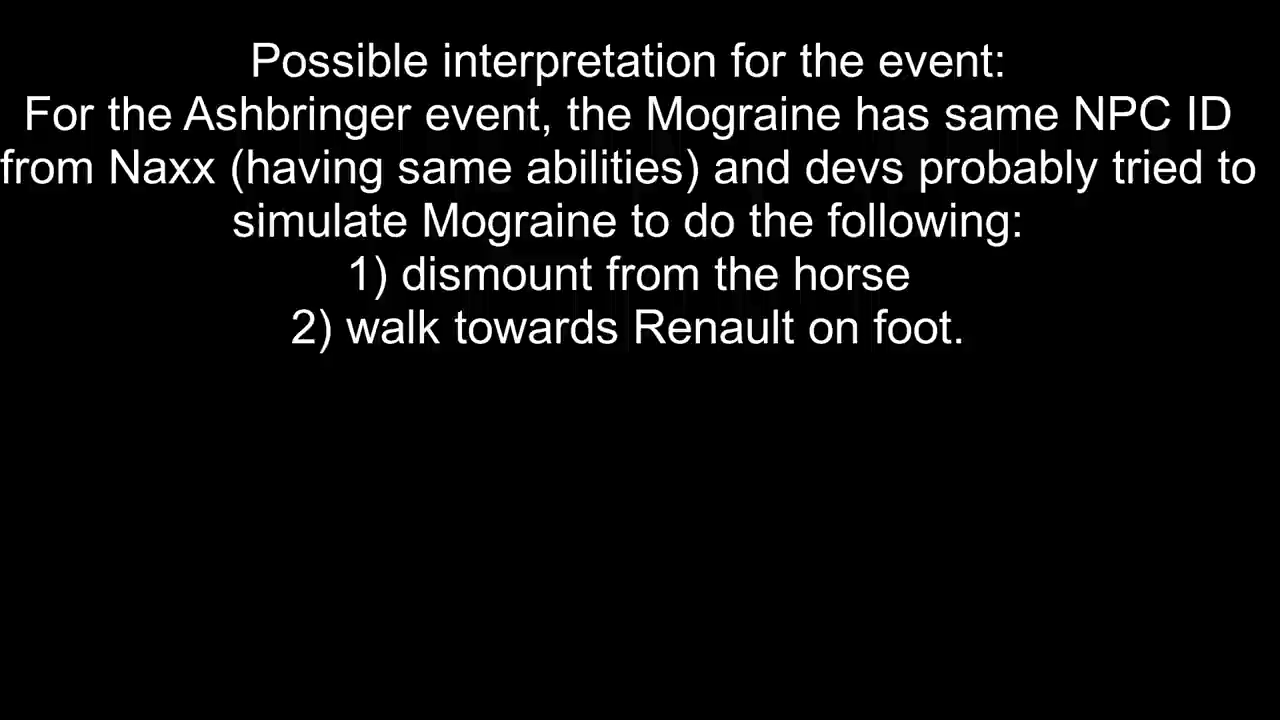 Possible interpretation for the event:
For the Ashbringer event, the Mograine has same NPC ID
from Naxx (having same abilities) and devs probably tried to
simulate Mograine to do the following:
1) dismount from the horse
2) walk towards Renault on foot.